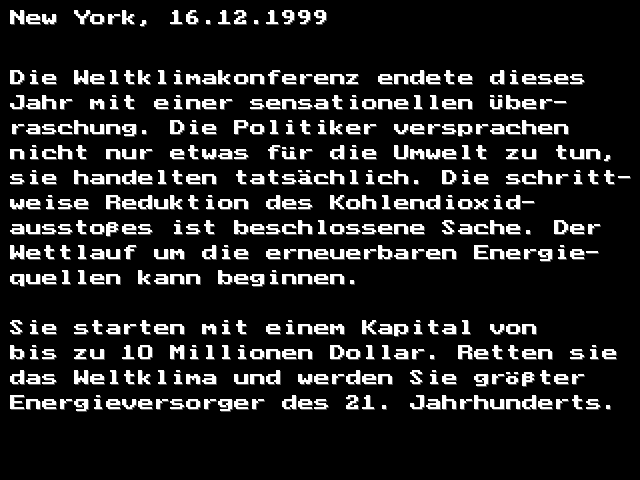 New York, 16.12.1999
Die Weltklimakonferenz endete dieses
Jahr mit einer sensationellen Über-
raschung. Die Politiker versprachen
nicht nur etwas für die Umwelt zu tun,
sie handelten tatsächlich. Die schritt-
weise Reduktion des Kohlendioxid-
ausstoßes ist beschlossene Sache. Der
Wettlauf um die erneuerbaren Energie-
quellen kann beginnen.
Sie starten mit einem Kapital von
bis zu 10 Millionen Dollar. Retten sie
das Weltklima und werden Sie größter
Energieversorger des 21. Jahrhunderts.